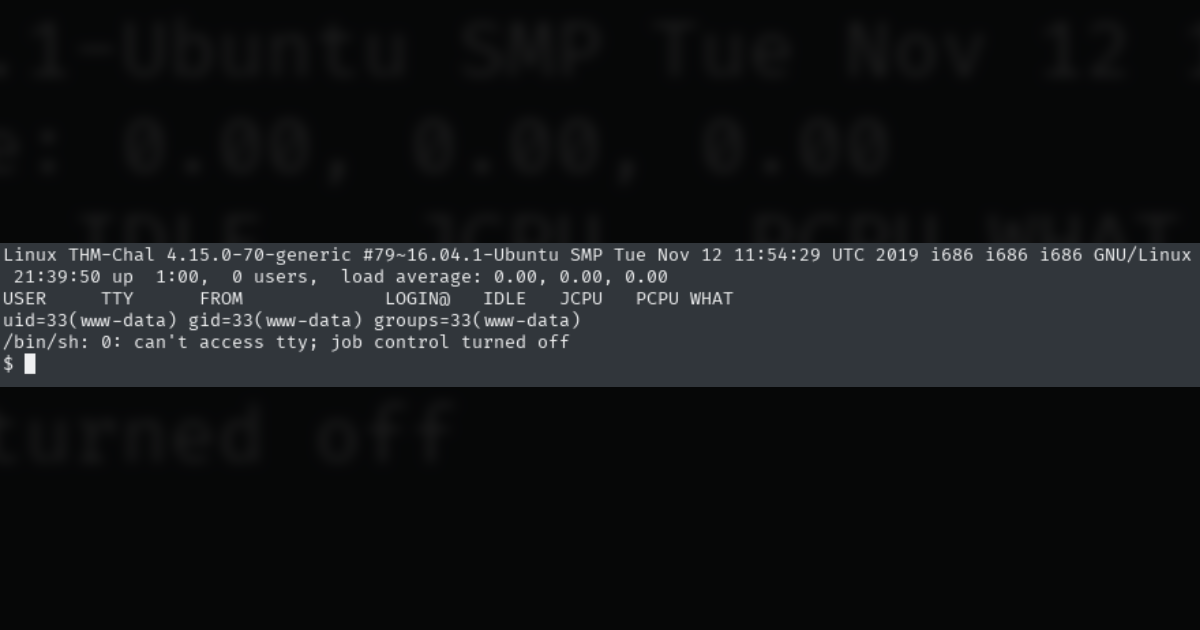 .1-Ubuntu SMP Tue Nov 12
e: 0.00, 0.00, 0.00
IDLE JCPU PCPU WHAT
Linux THM-Chal 4.15.0-70-generic #79~16.04.1-Ubuntu SMP Tue Nov 12 11:54:29 UTC 2019 i686 i686 i686 GNU/Linux
 21:39:50 up  1:00,  0 users,  load average: 0.00, 0.00, 0.00
USER     TTY      FROM             LOGIN@   IDLE   JCPU   PCPU WHAT
uid=33(www-data) gid=33(www-data) groups=33(www-data)
/bin/sh: 0: can't access tty; job control turned off
$
turned off